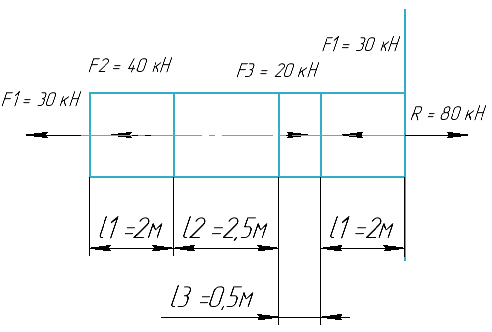 F1= 30 кН
F2 = 40 кН
F3 = 20 кН
F1 = 30 кН
R = 80 кН
l1 =2м
l2 =2,5м
l1 =2м
l3 =0,5м